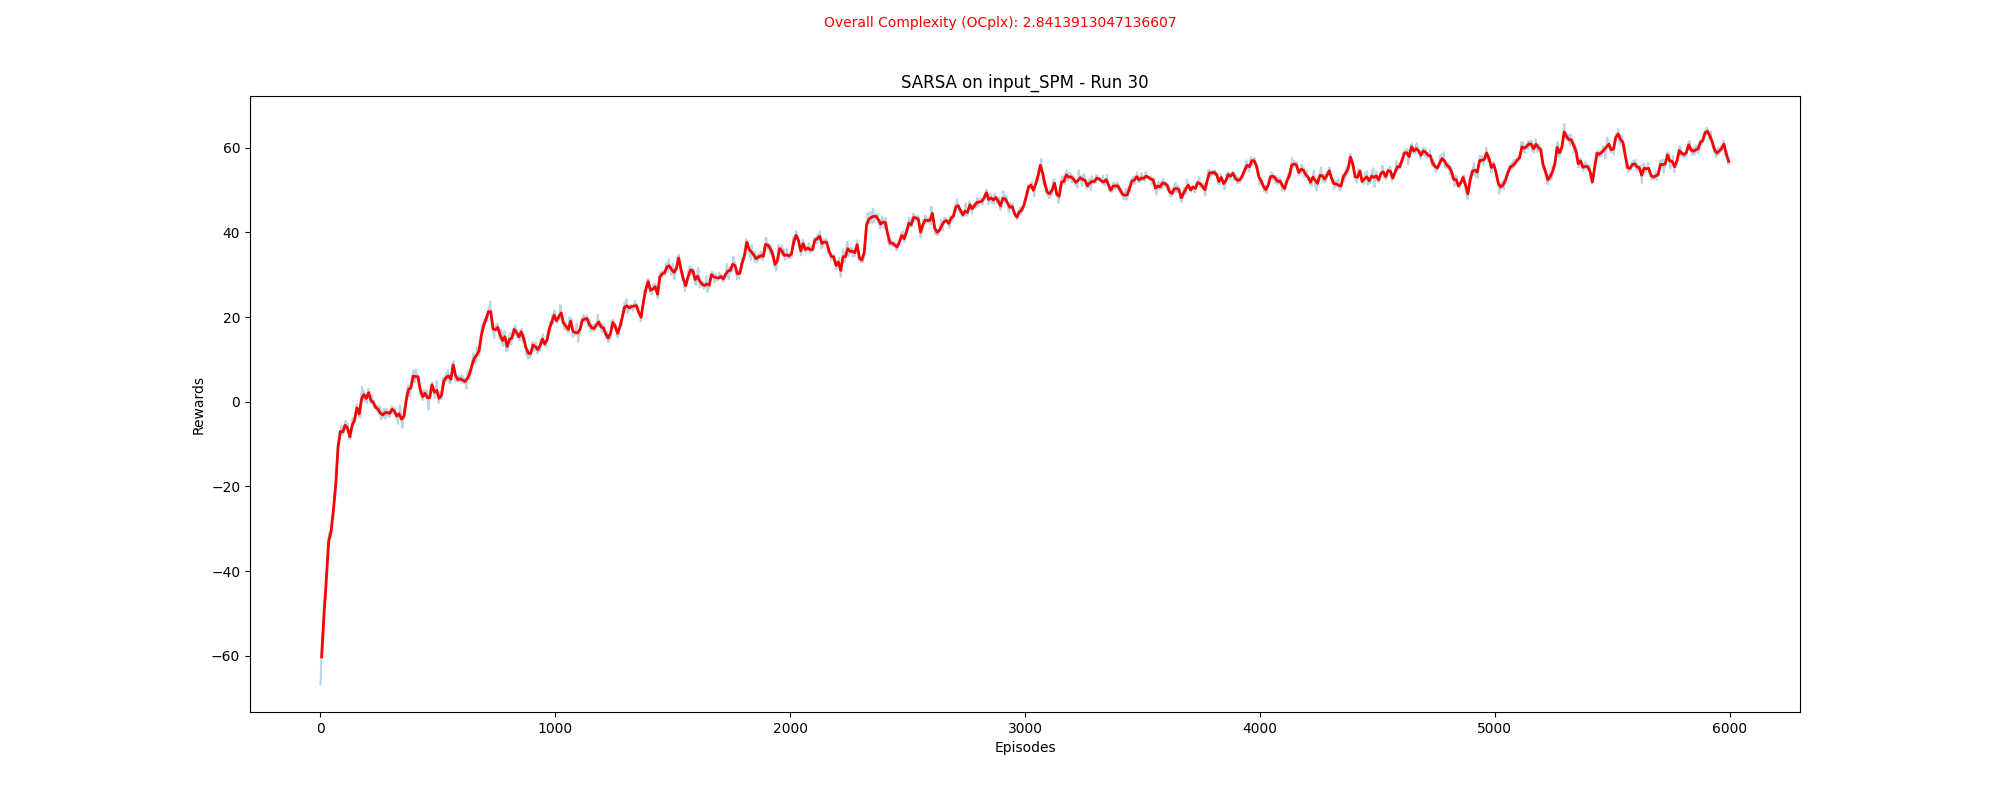 Overall Complexity (OCplx): 2.8413913047136607
SARSA on input_SPM - Run 30
Rewards
60
40
20
0
−20
−40
−60
0 1000 2000 3000 4000 5000 6000
Episodes